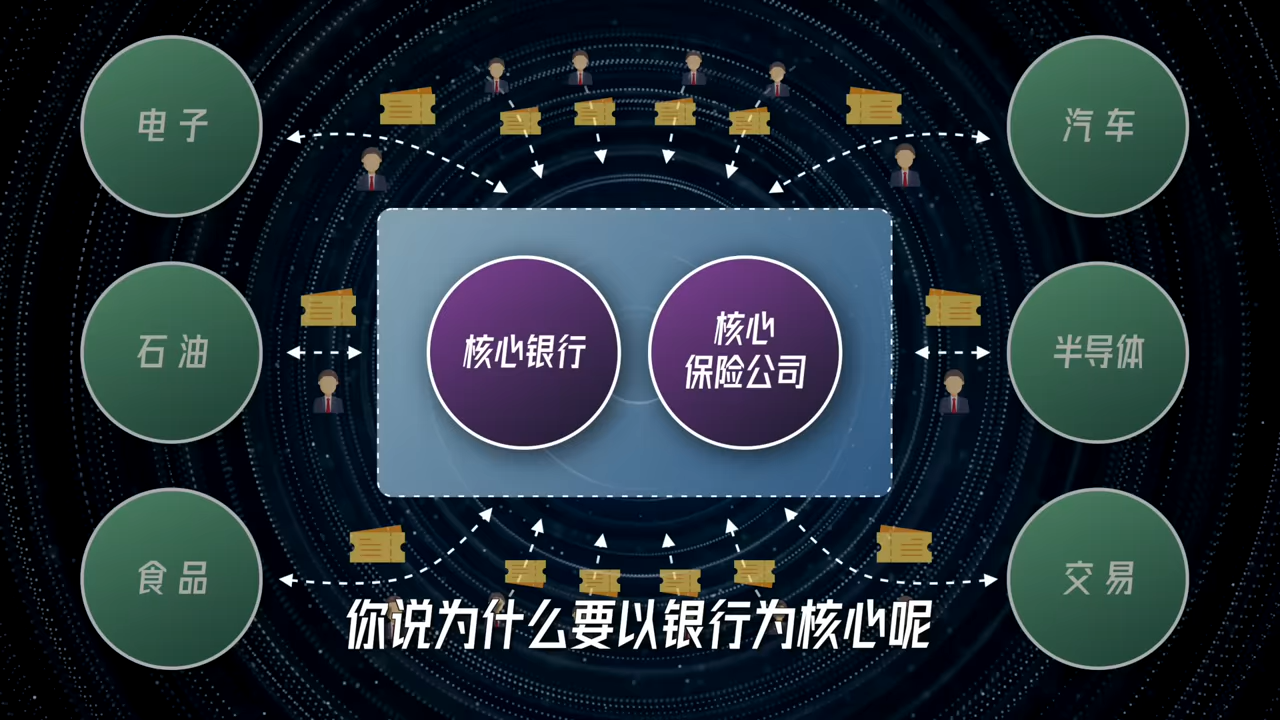 电子
汽车
核心银行
核心
保险公司
石油
半导体
食品
交易
你说为什么要以银行为核心呢